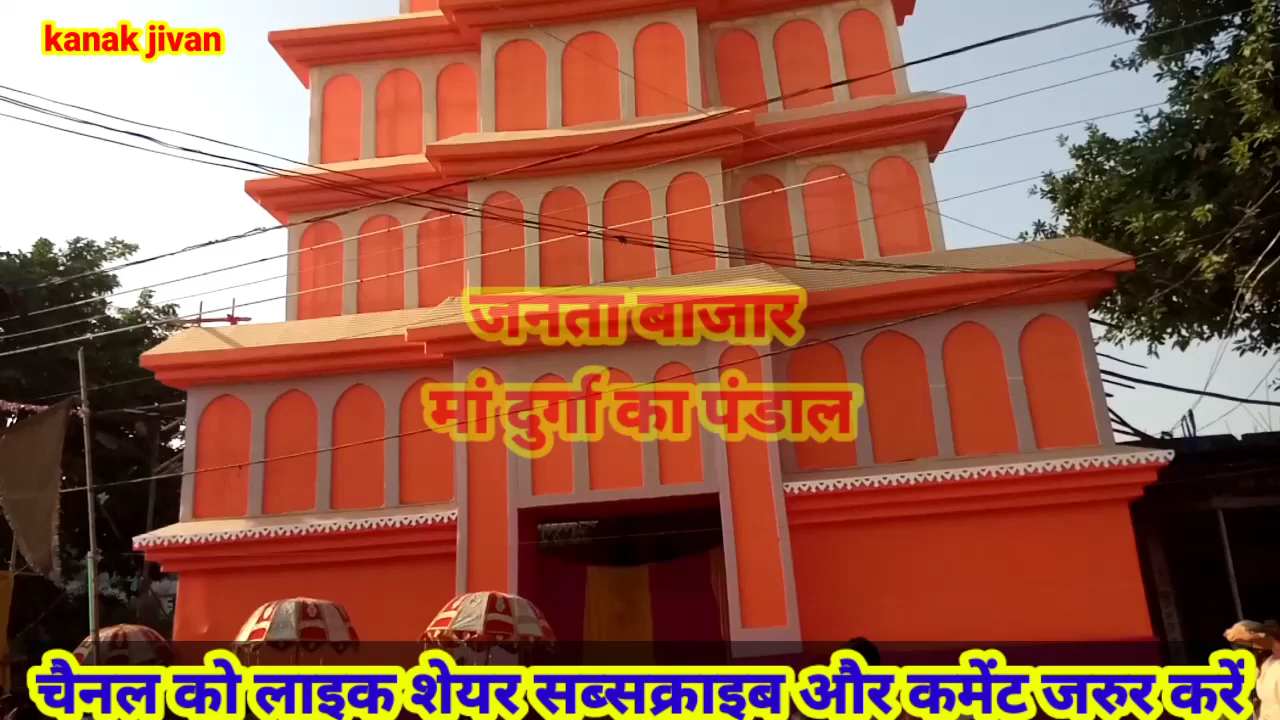 kanak jivan
जनता बाजार
मां दुर्गा का पंडाल
चैनल को लाइक शेयर सब्सक्राइब और कमेंट जरुर करें